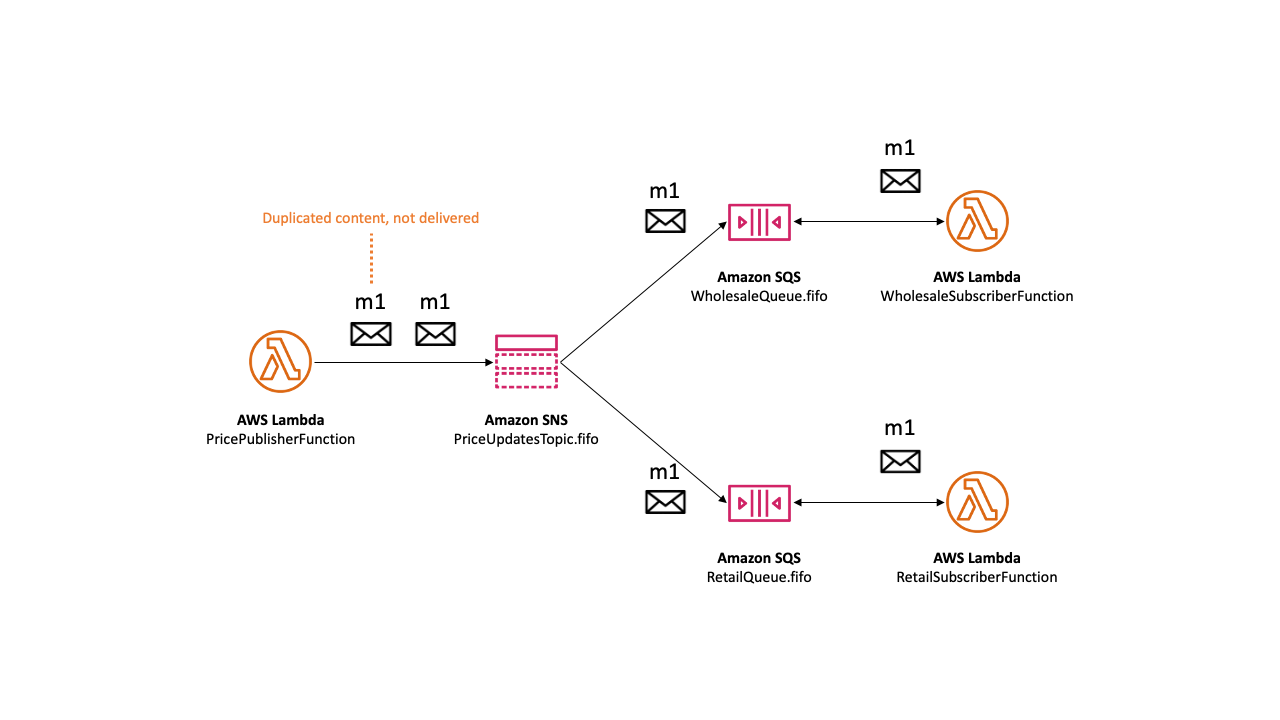 Duplicated content, not delivered
m1
m1
AWS Lambda
PricePublisherFunction
Amazon SNS
PriceUpdatesTopic.fifo
m1
Amazon SQS
WholesaleQueue.fifo
m1
AWS Lambda
WholesaleSubscriberFunction
m1
Amazon SQS
RetailQueue.fifo
m1
AWS Lambda
RetailSubscriberFunction